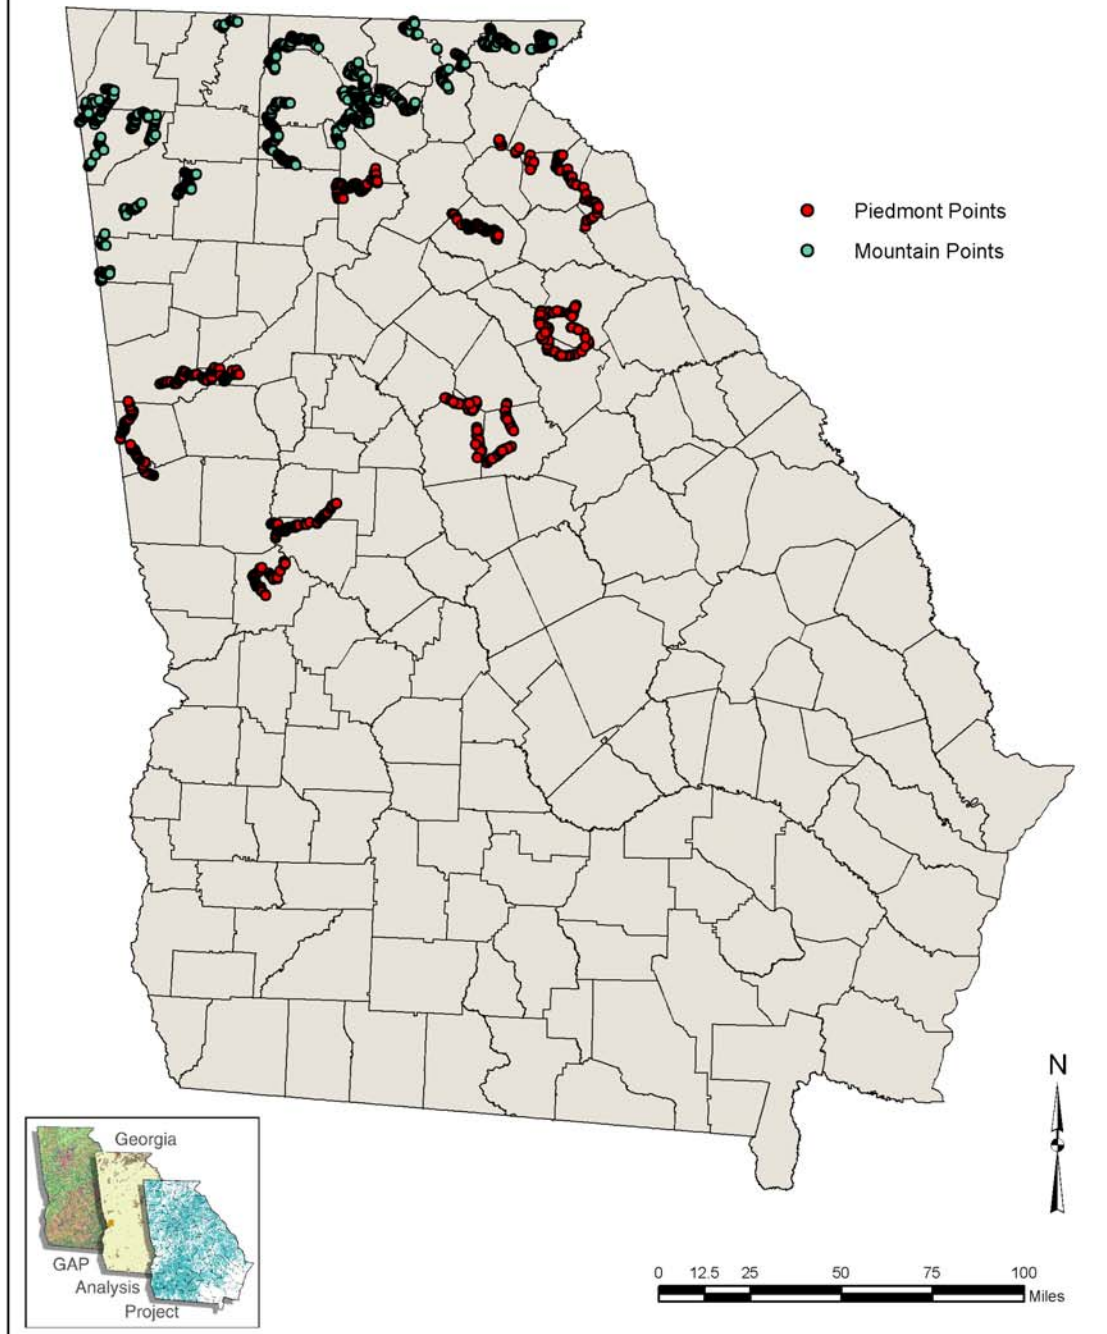 Piedmont Points
Mountain Points
N
Georgia
GAP
Analysis
Project
0 12.5 25 50 75 100
Miles